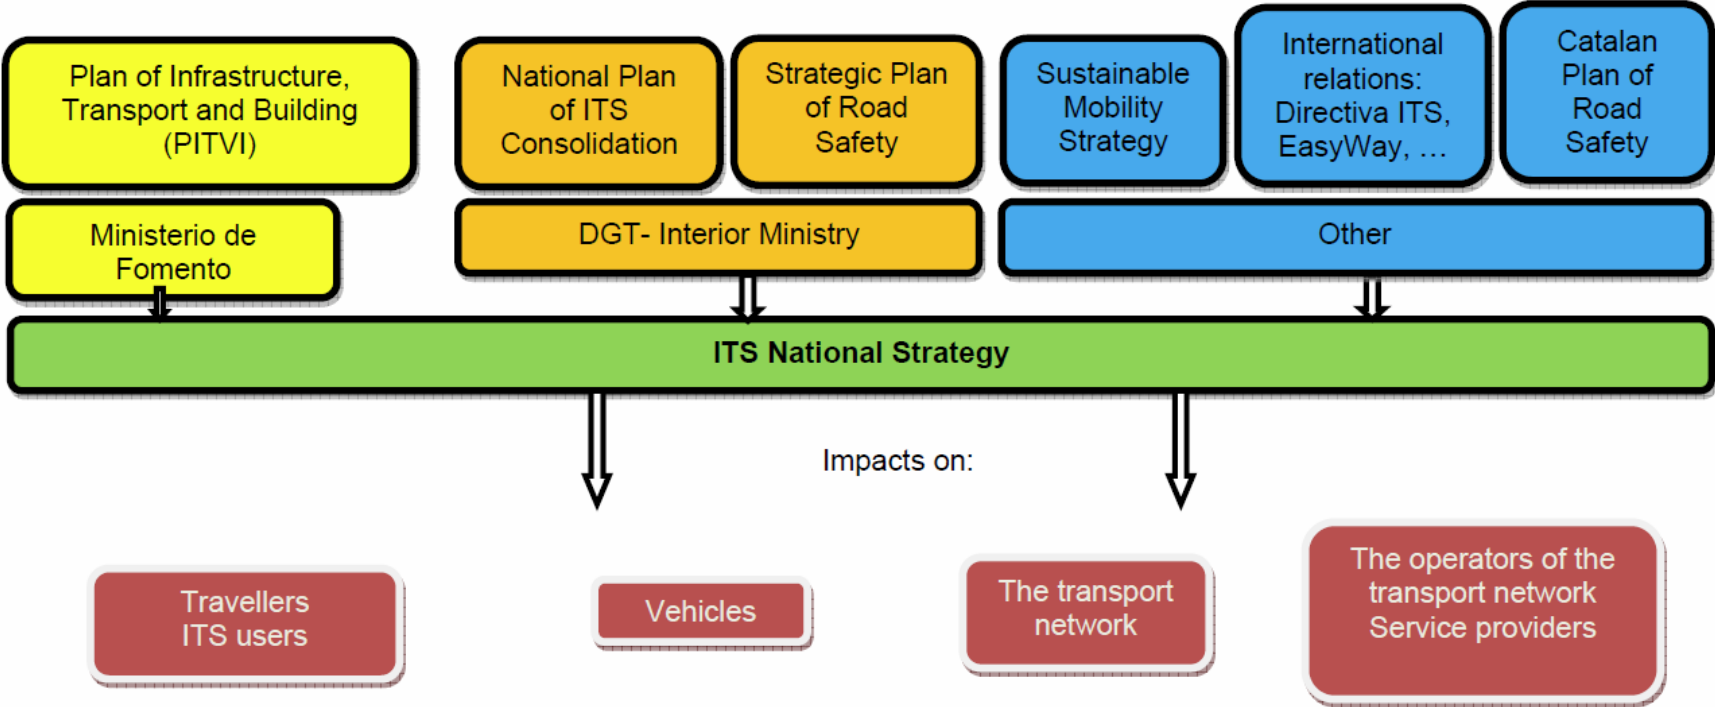 Plan of Infrastructure,
Transport and Building
(PITVI)
National Plan
of ITS
Consolidation
Strategic Plan
of Road
Safety
Sustainable
Mobility
Strategy
International
relations:
Directiva ITS,
EasyWay, …
Catalan
Plan of
Road
Safety
Ministerio de
Fomento
DGT- Interior Ministry
Other
ITS National Strategy
Impacts on:
Travellers
ITS users
Vehicles
The transport
network
The operators of the
transport network
Service providers